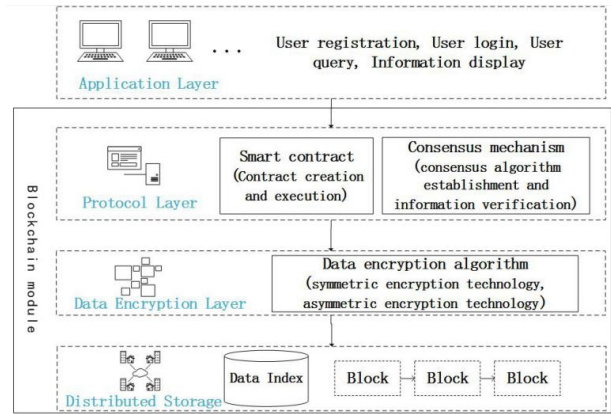 User registration, User login, User
query, Information display
Application Layer
Blockchain module
Smart contract
(Contract creation
and execution)
Consensus mechanism
(consensus algorithm
establishment and
information verification)
Protocol Layer
Data encryption algorithm
(symmetric encryption technology,
asymmetric encryption technology)
Data Encryption Layer
Data Index
Block
Block
Block
Distributed Storage